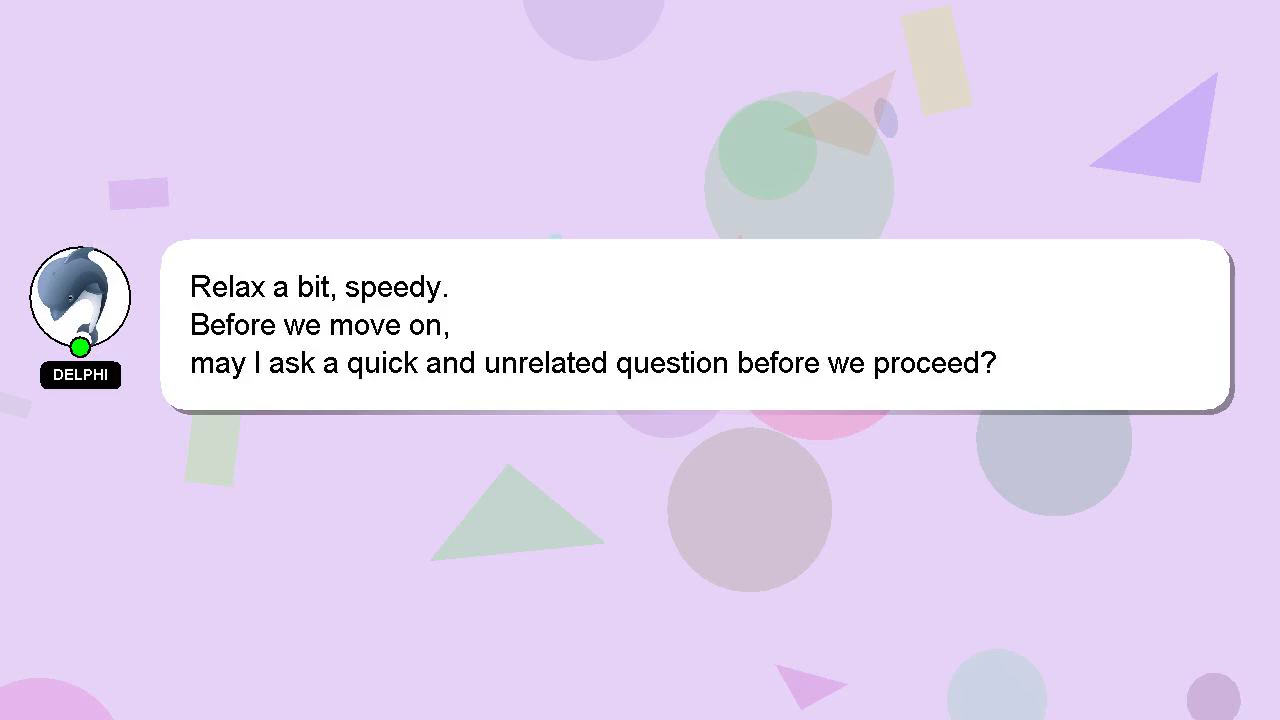 Relax a bit, speedy.
Before we move on,
may I ask a quick and unrelated question before we proceed?
DELPHI